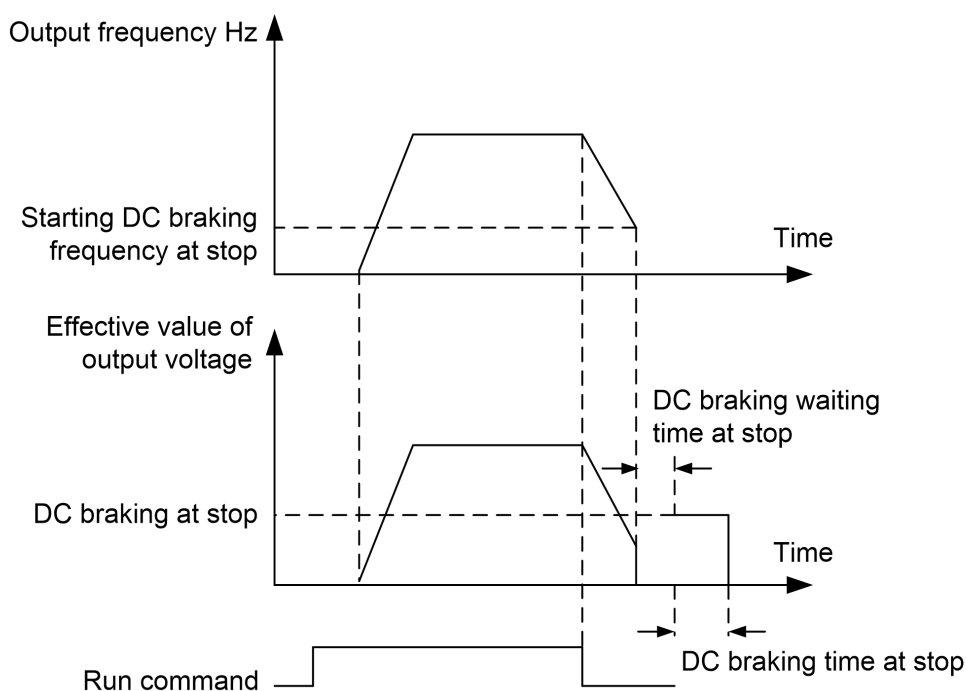 Output frequency Hz
Starting DC braking
frequency at stop
Time
Effective value of
output voltage
DC braking waiting
time at stop
DC braking at stop
Time
DC braking time at stop
Run command